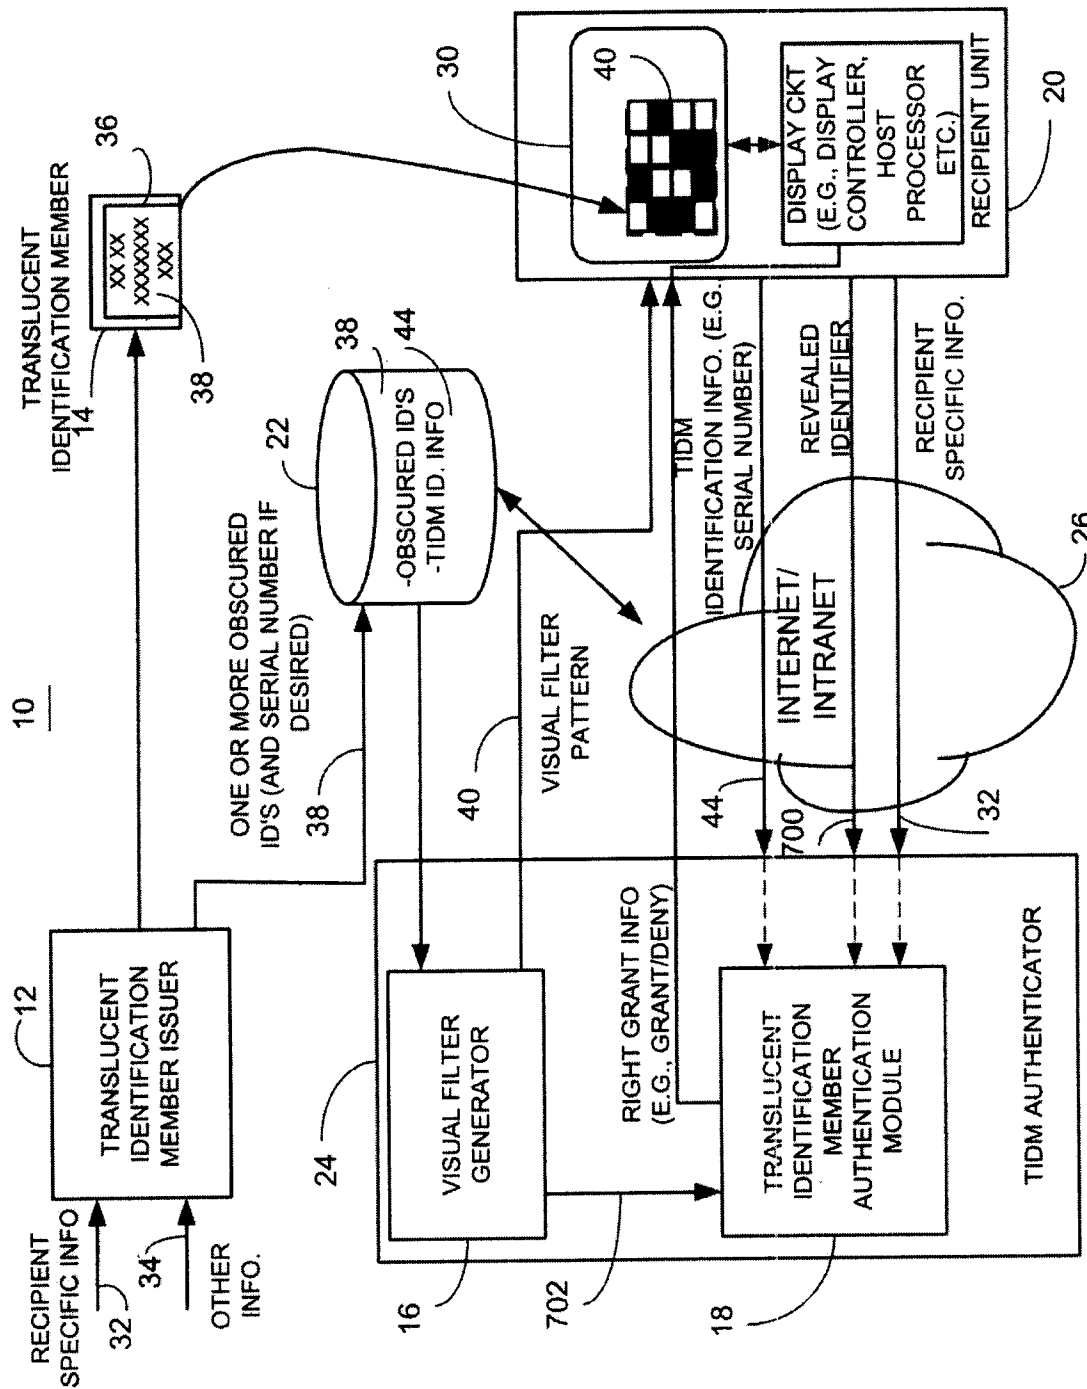 10
RECIPIENT
SPECIFIC INFO
32
34
OTHER
INFO.
12
TRANSLUCENT
IDENTIFICATION
MEMBER ISSUER
TRANSLUCENT
IDENTIFICATION MEMBER
14
36
XX XX
XXXXXXX
XXX
38
ONE OR MORE OBSCURED
ID'S (AND SERIAL NUMBER IF
DESIRED)
38
22
-OBSCURED ID'S
-TIDM ID. INFO
38
44
24
VISUAL FILTER
GENERATOR
16
40
VISUAL FILTER
PATTERN
702
RIGHT GRANT INFO
(E.G., GRANT/DENY)
TRANSLUCENT
IDENTIFICATION
MEMBER
AUTHENTICATION
MODULE
18
TIDM AUTHENTICATOR
30
40
DISPLAY CKT
(E.G., DISPLAY
CONTROLLER,
HOST
PROCESSOR
ETC.)
RECIPIENT UNIT
20
TIDM
IDENTIFICATION INFO. (E.G.
SERIAL NUMBER)
44
REVEALED
IDENTIFIER
700
RECIPIENT
SPECIFIC INFO.
32
INTERNET/
INTRANET
26